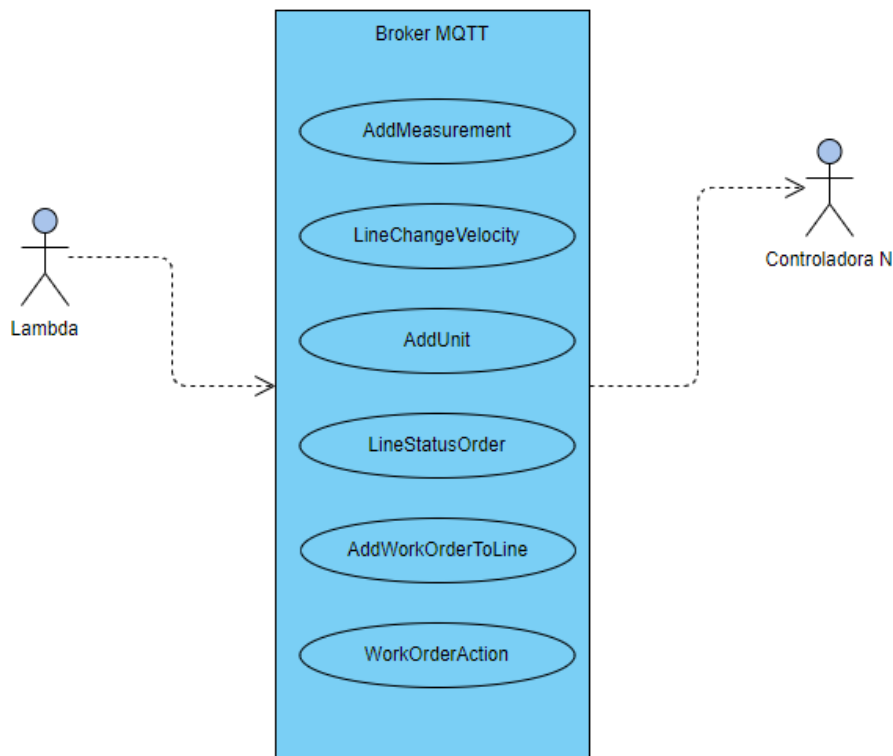 Broker MQTT
AddMeasurement
LineChangeVelocity
Controladora N
Lambda
AddUnit
LineStatusOrder
AddWorkOrderToLine
WorkOrderAction